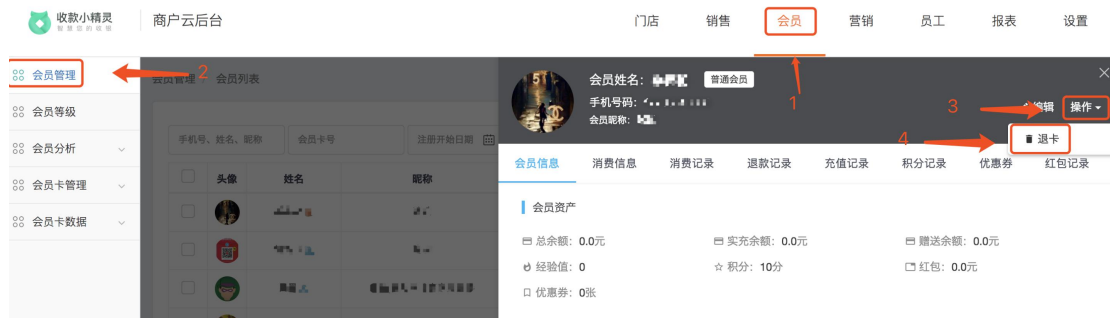 收款小精灵
智慧您的收银
商户云后台
门店 销售 会员 营销 员工 报表 设置
会员管理
会员等级
会员分析
会员卡管理
会员卡数据
2
会员管理 会员列表
手机号、姓名、昵称 会员卡号 注册开始日期
头像 姓名 昵称
会员姓名: 普通会员
手机号码:
会员昵称:
1
3
编辑 操作
4
退卡
会员信息 消费信息 消费记录 退款记录 充值记录 积分记录 优惠券 红包记录
会员资产
总余额: 0.0元 实充余额: 0.0元 赠送余额: 0.0元
经验值: 0 积分: 10分 红包: 0.0元
优惠券: 0张